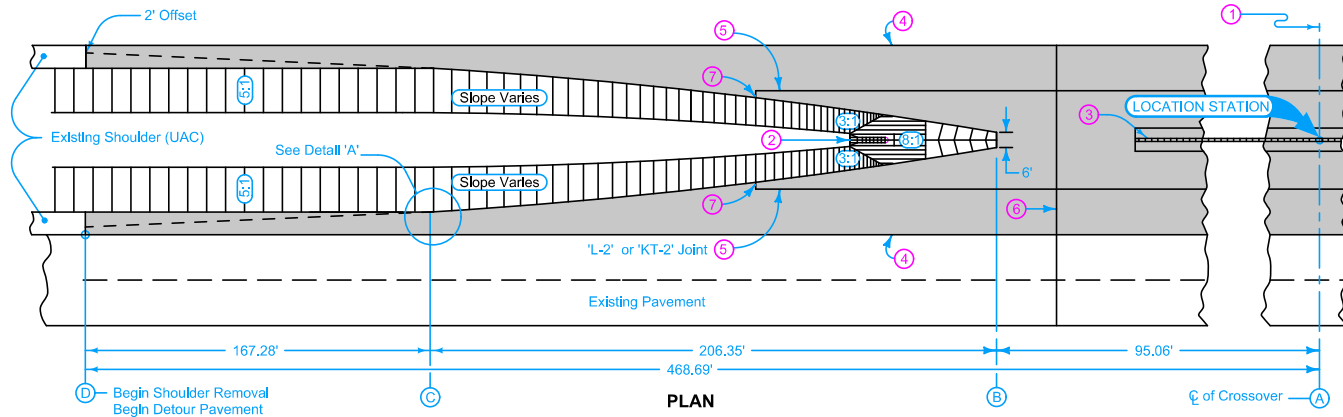 2' Offset
5
4
1
7
5:1
Slope Varies
3:1
LOCATION STATION
3
Existing Shoulder (UAC)
2
8:1
See Detail 'A'
3:1
6'
5:1
Slope Varies
7
6
'L-2' or 'KT-2' Joint
5
4
Existing Pavement
167.28'
206.35'
95.06'
468.69'
D
Begin Shoulder Removal
Begin Detour Pavement
C
PLAN
B
℄ of Crossover
A